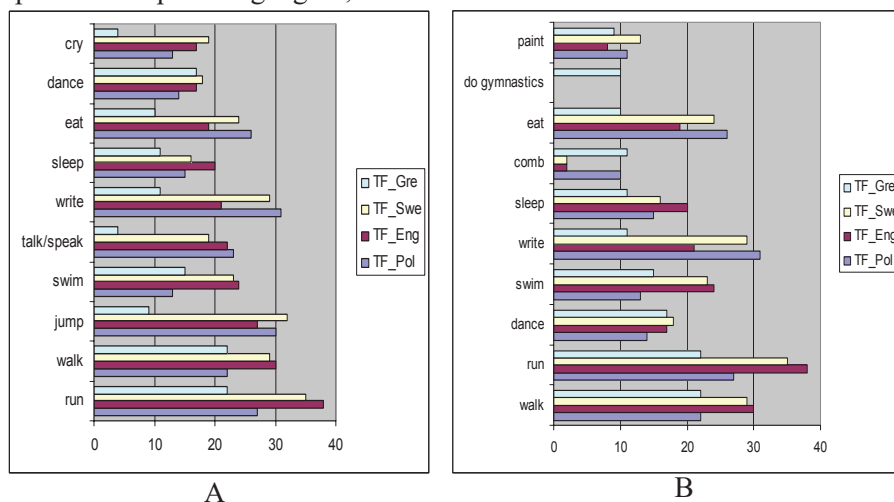 cry
dance
eat
sleep
write
talk/speak
swim
jump
walk
run
0 10 20 30 40
TF_Gre
TF_Swe
TF_Eng
TF_Pol
A
paint
do gymnastics
eat
comb
sleep
write
swim
dance
run
walk
0 10 20 30 40
TF_Gre
TF_Swe
TF_Eng
TF_Pol
B